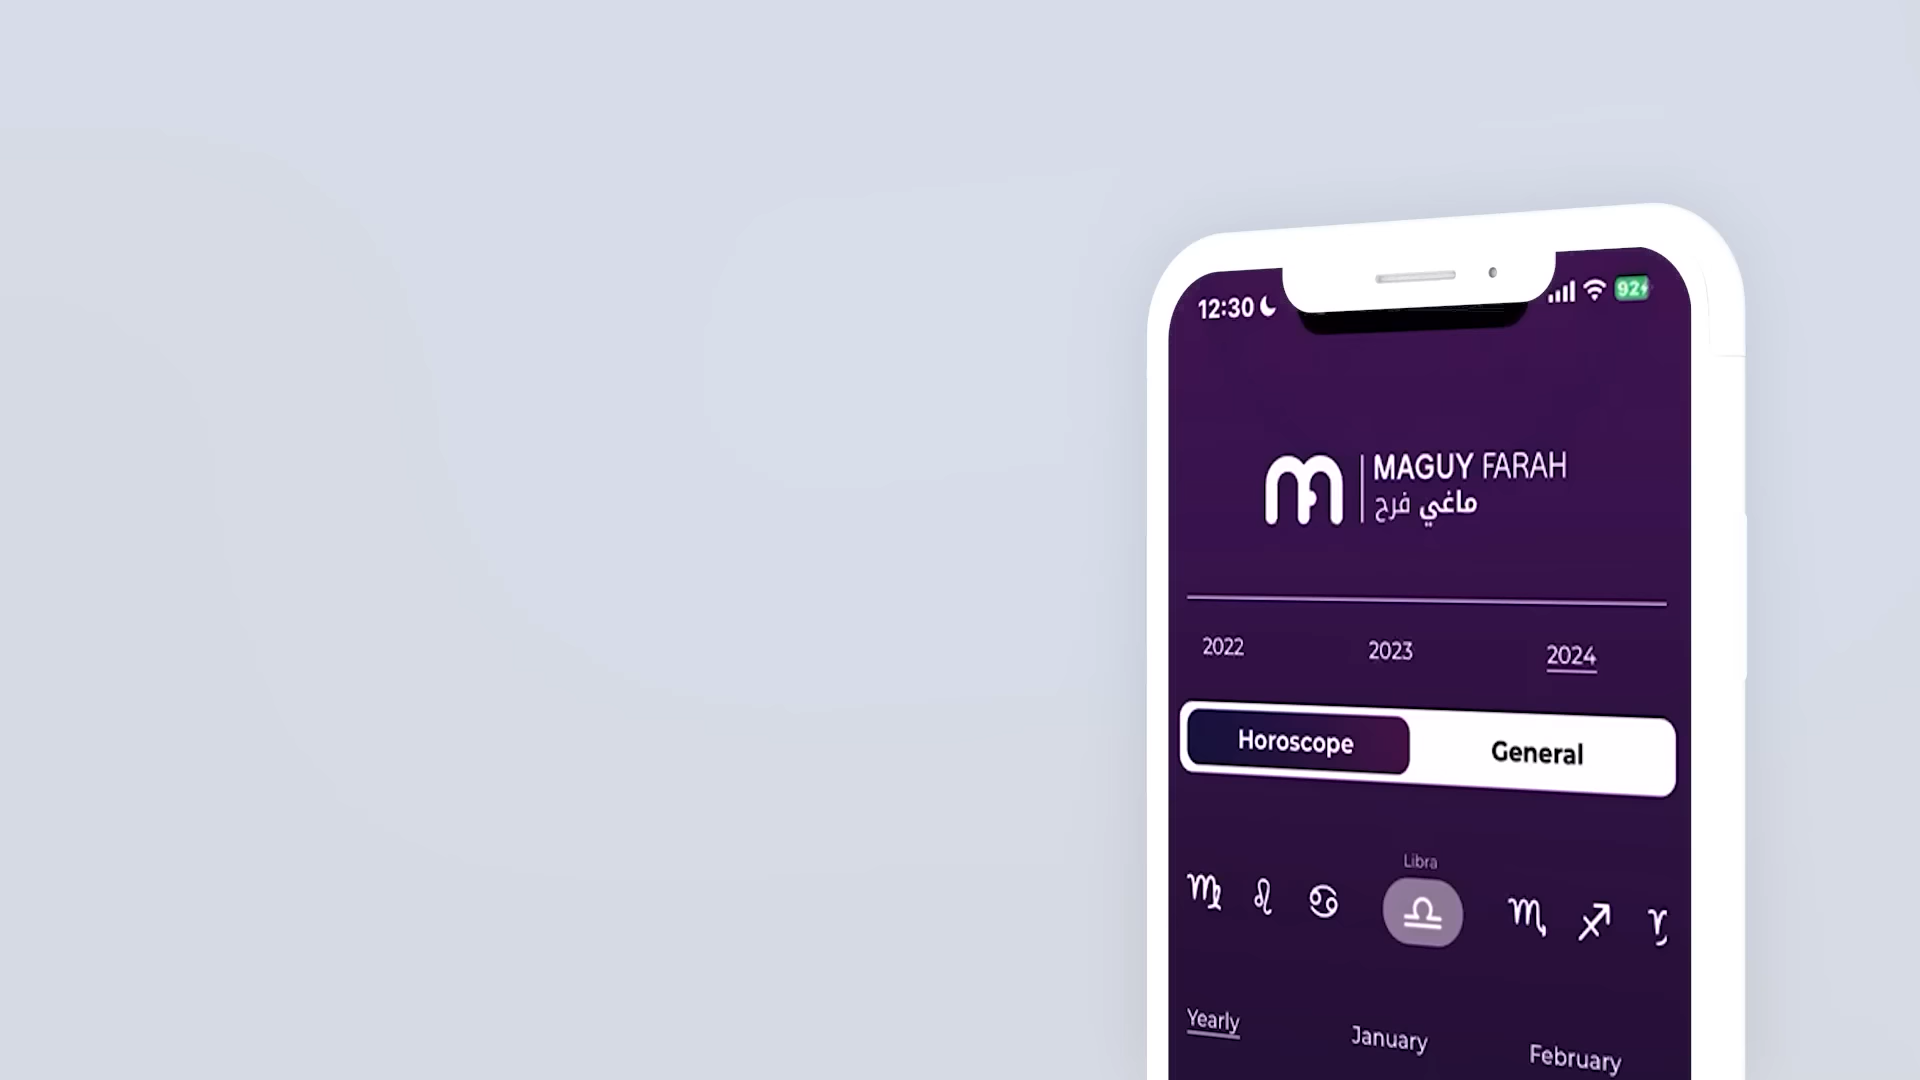 12:30
92
MAGUY FARAH
ماغي فرح
2022 2023 2024
Horoscope General
Libra
♍ ♌ ♋ ♎ ♏ ♐ ♑
Yearly January February